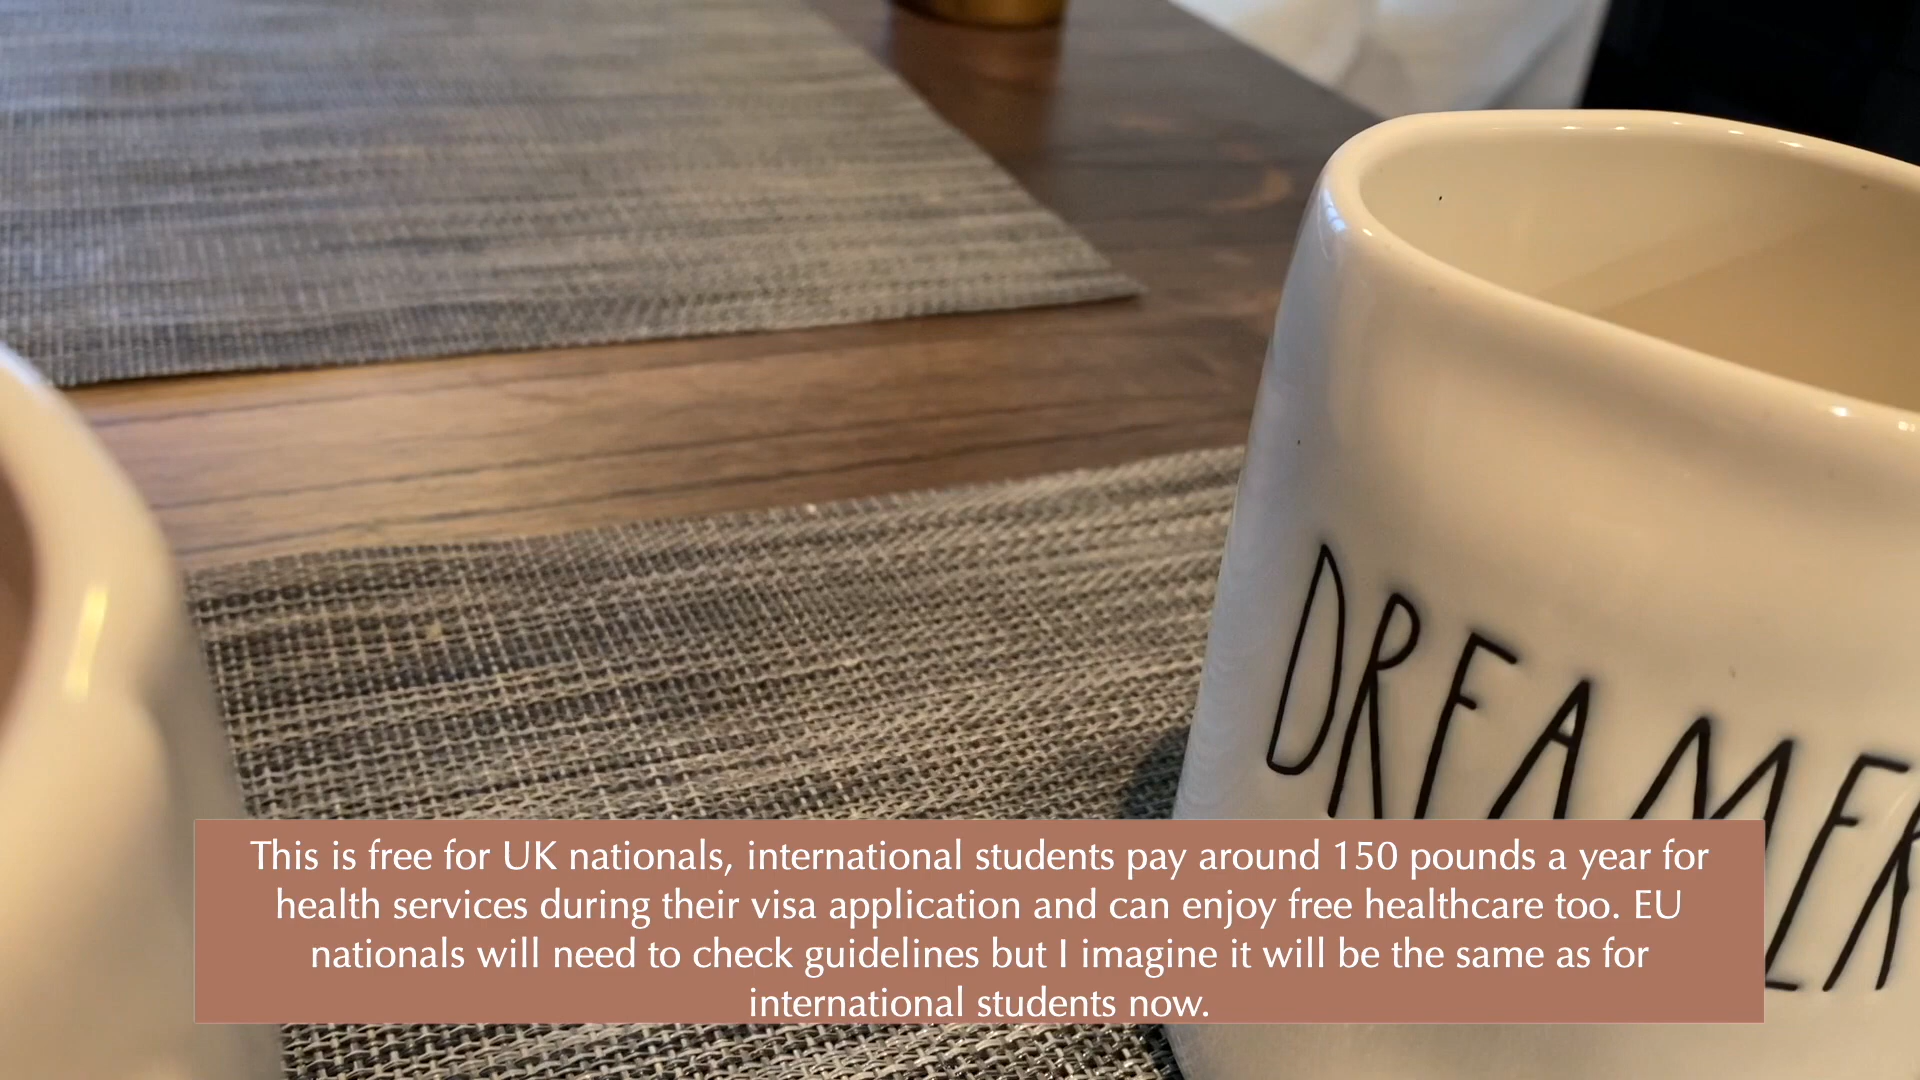 DREAMER
This is free for UK nationals, international students pay around 150 pounds a year for
health services during their visa application and can enjoy free healthcare too. EU
nationals will need to check guidelines but I imagine it will be the same as for
international students now.